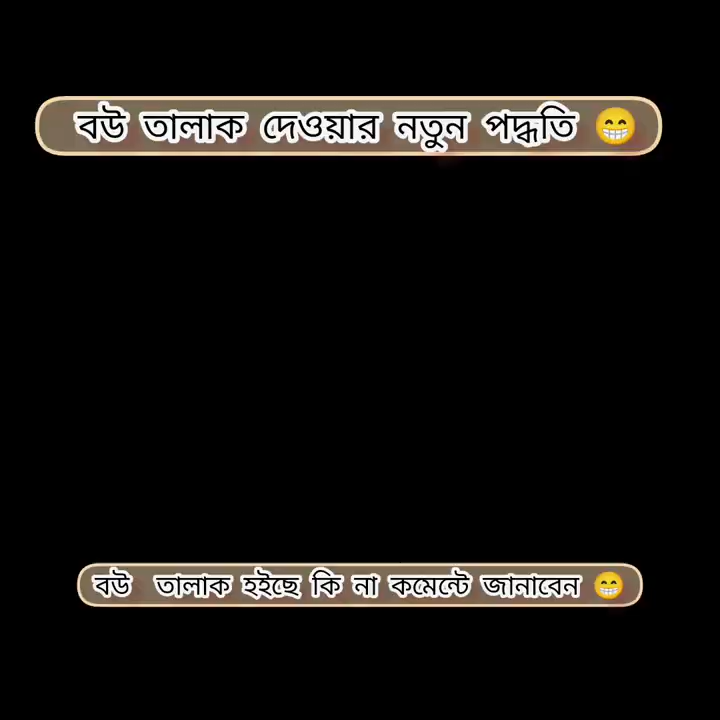 বউ তালাক দেওয়ার নতুন পদ্ধতি 😁
বউ তালাক হইছে কি না কমেন্টে জানাবেন 😁